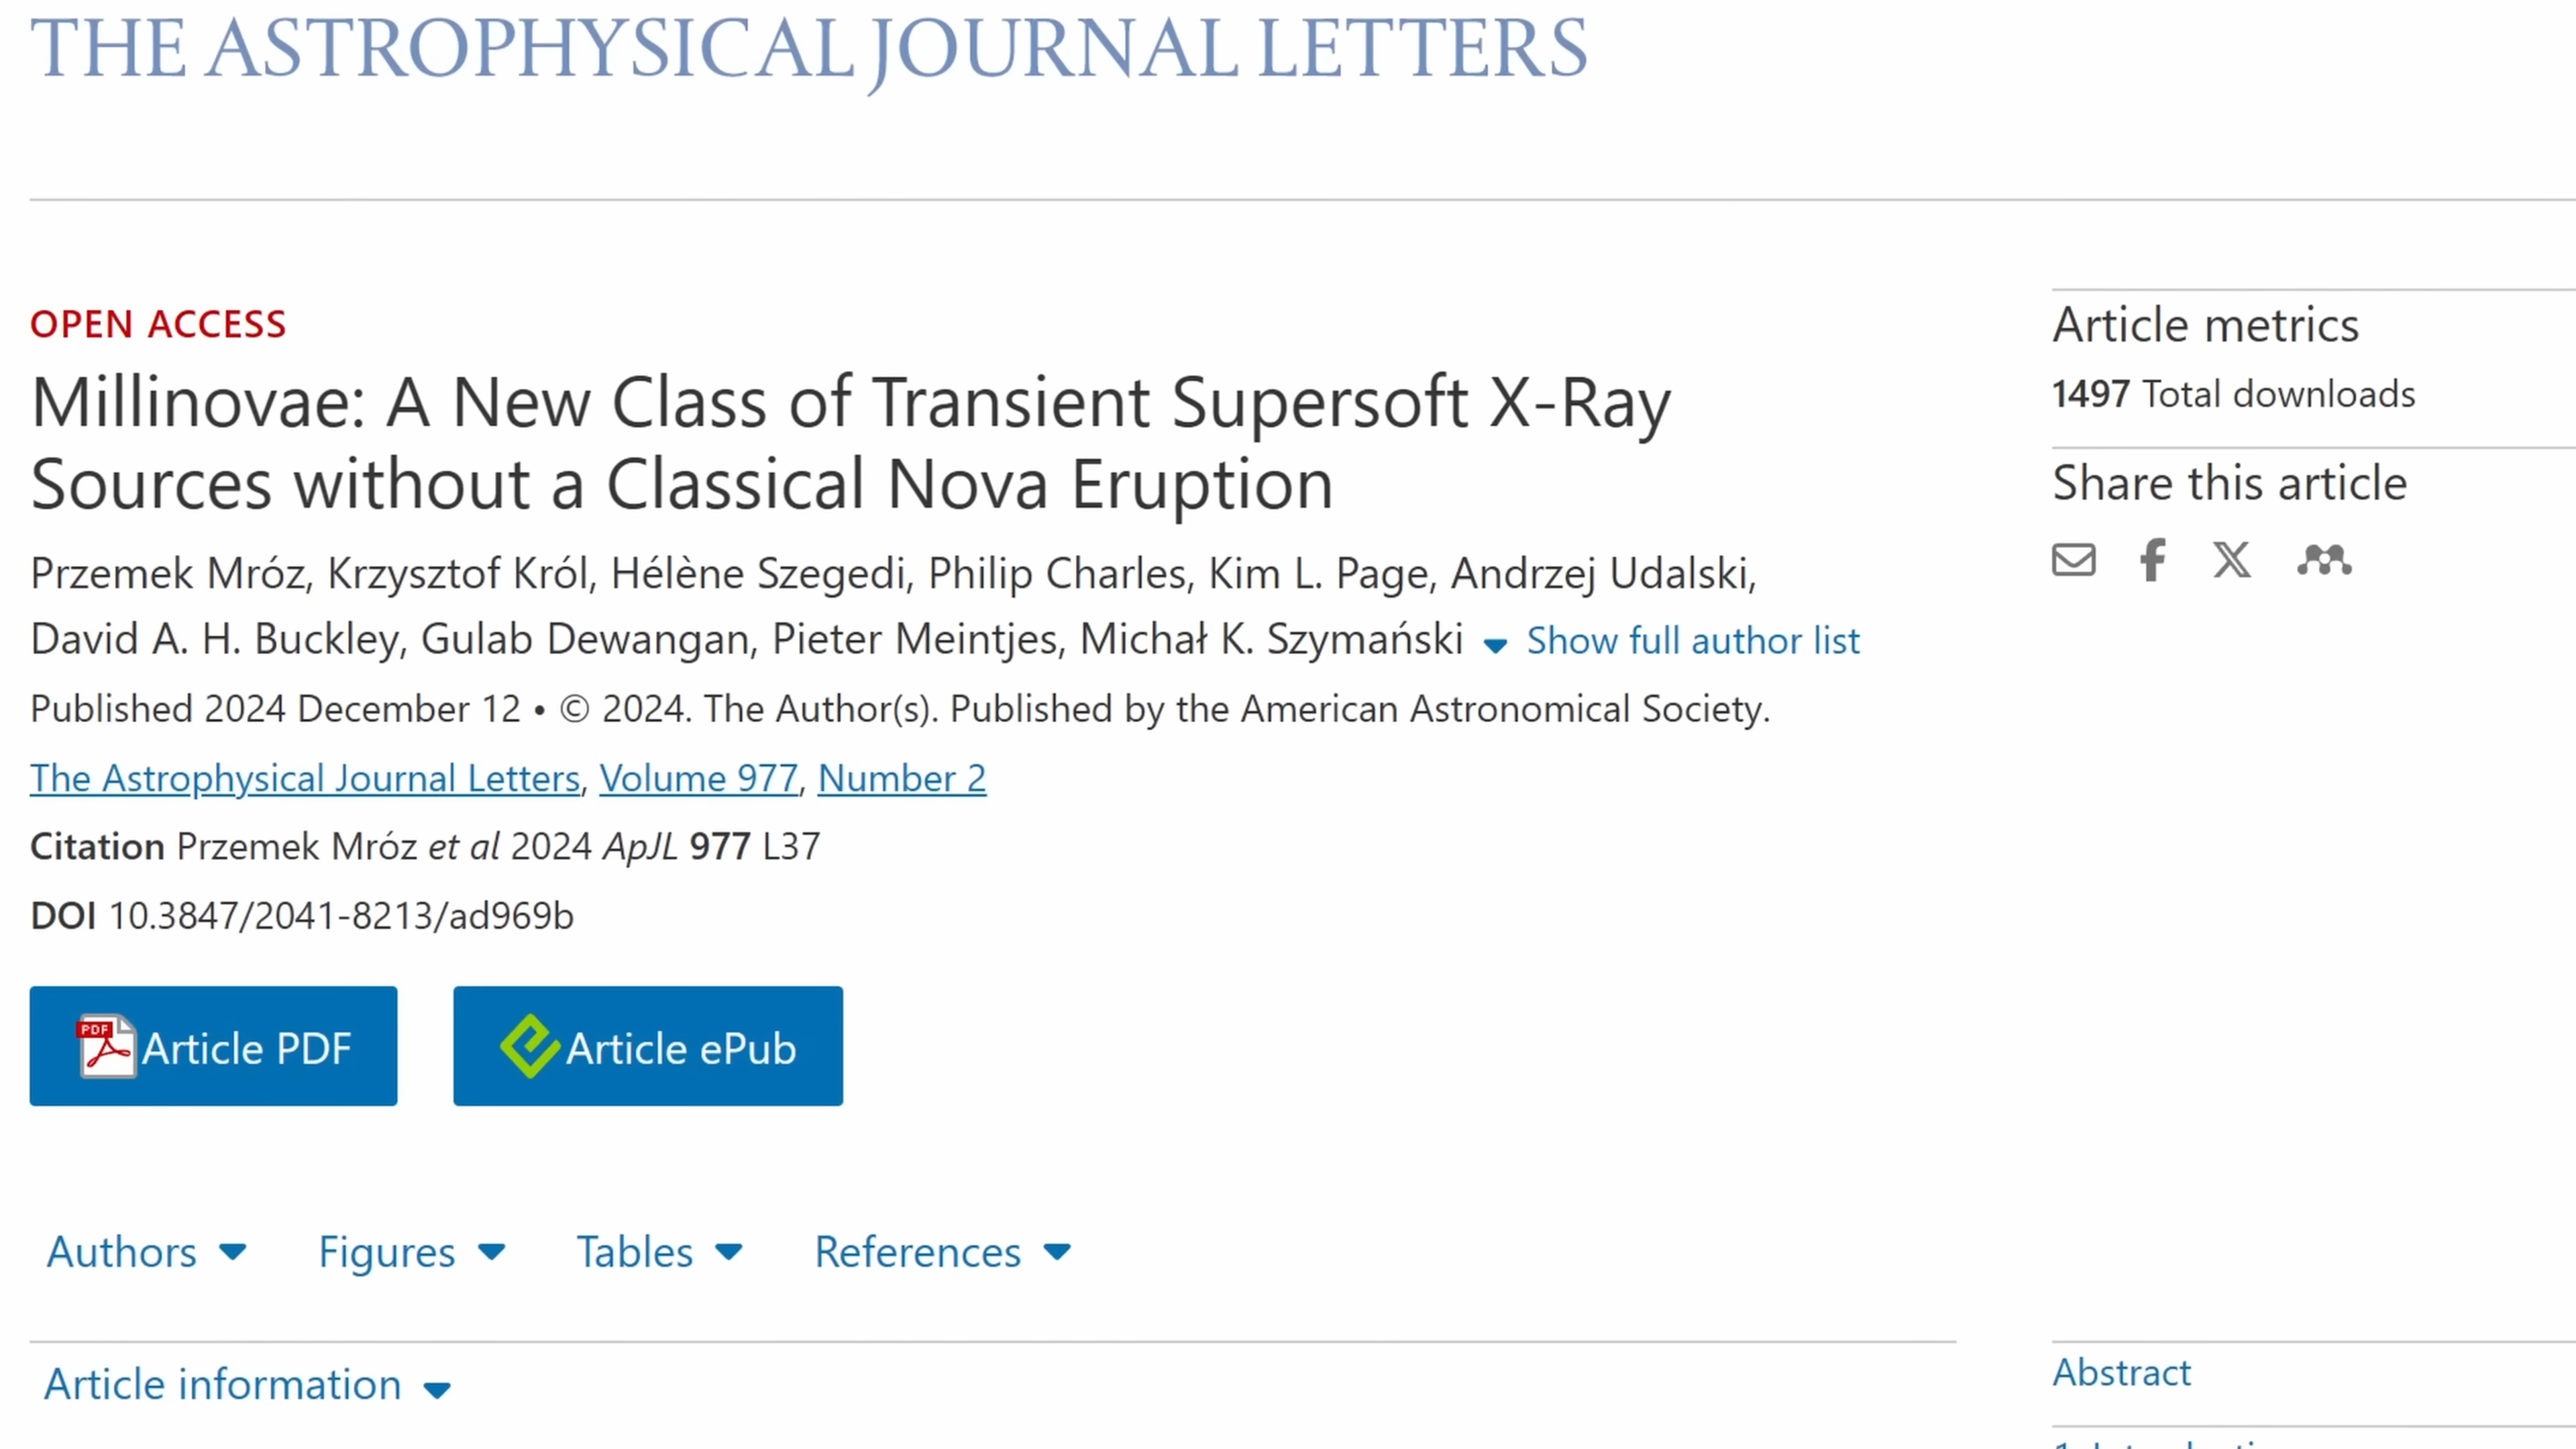 THE ASTROPHYSICAL JOURNAL LETTERS
OPEN ACCESS
Millinovae: A New Class of Transient Supersoft X-Ray
Sources without a Classical Nova Eruption
Przemek Mróz, Krzysztof Król, Hélène Szegedi, Philip Charles, Kim L. Page, Andrzej Udalski,
David A. H. Buckley, Gulab Dewangan, Pieter Meintjes, Michał K. Szymański Show full author list
Published 2024 December 12 • © 2024. The Author(s). Published by the American Astronomical Society.
The Astrophysical Journal Letters, Volume 977, Number 2
Citation Przemek Mróz et al 2024 ApJL 977 L37
DOI 10.3847/2041-8213/ad969b
PDF Article PDF
Article ePub
Authors Figures Tables References
Article information
Article metrics
1497 Total downloads
Share this article
Abstract